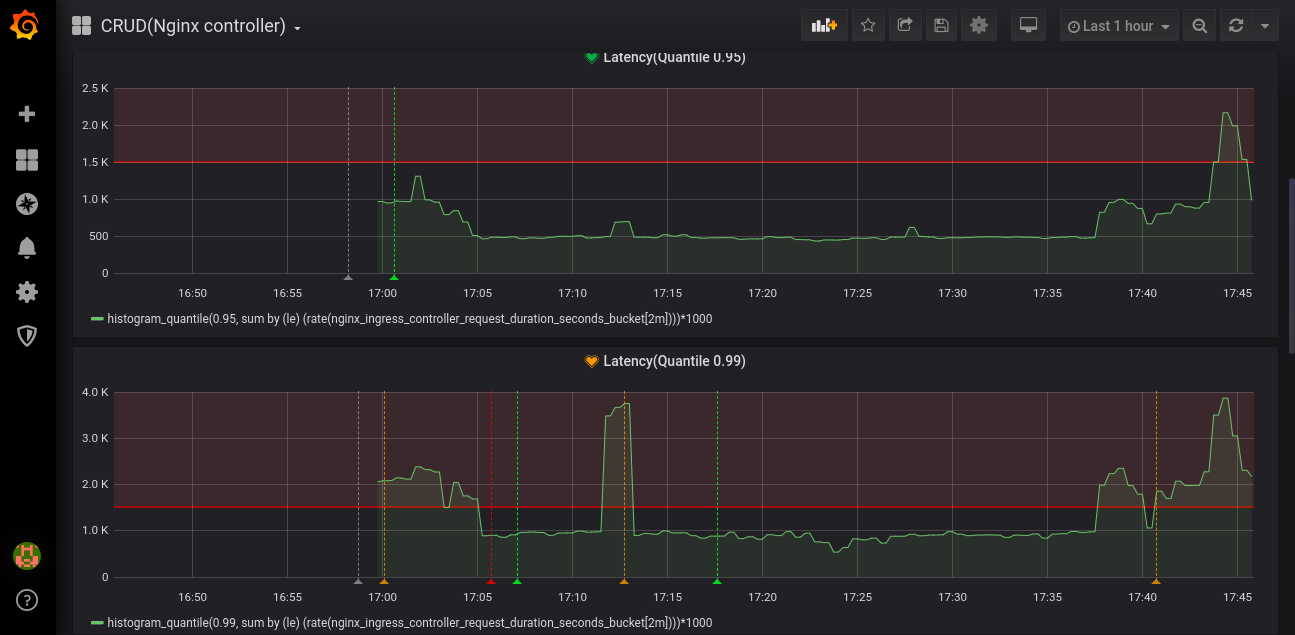 CRUD(Nginx controller)
Last 1 hour
Latency(Quantile 0.95)
2.5 K
2.0 K
1.5 K
1.0 K
500
0
16:50 16:55 17:00 17:05 17:10 17:15 17:20 17:25 17:30 17:35 17:40 17:45
histogram_quantile(0.95, sum by (le) (rate(nginx_ingress_controller_request_duration_seconds_bucket[2m])))*1000
Latency(Quantile 0.99)
4.0 K
3.0 K
2.0 K
1.0 K
0
16:50 16:55 17:00 17:05 17:10 17:15 17:20 17:25 17:30 17:35 17:40 17:45
histogram_quantile(0.99, sum by (le) (rate(nginx_ingress_controller_request_duration_seconds_bucket[2m])))*1000